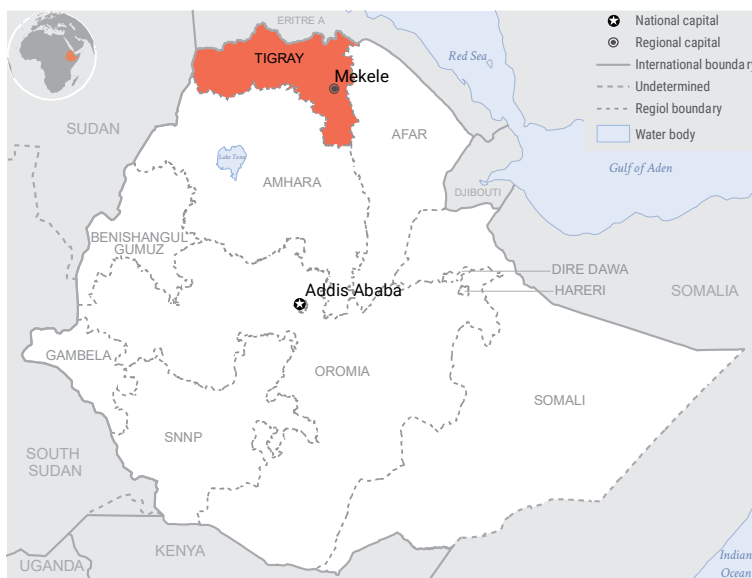 ERITRE A
National capital
Regional capital
International boundary
Undetermined
Regiol boundary
Water body
TIGRAY
Mekele
Red Sea
SUDAN
AFAR
Lake Tana
AMHARA
Gulf of Aden
DJIBOUTI
BENISHANGUL
GUMUZ
DIRE DAWA
HARERI
Addis Ababa
SOMALIA
GAMBELA
OROMIA
SOMALI
SNNP
SOUTH
SUDAN
KENYA
UGANDA
Indian
Ocean